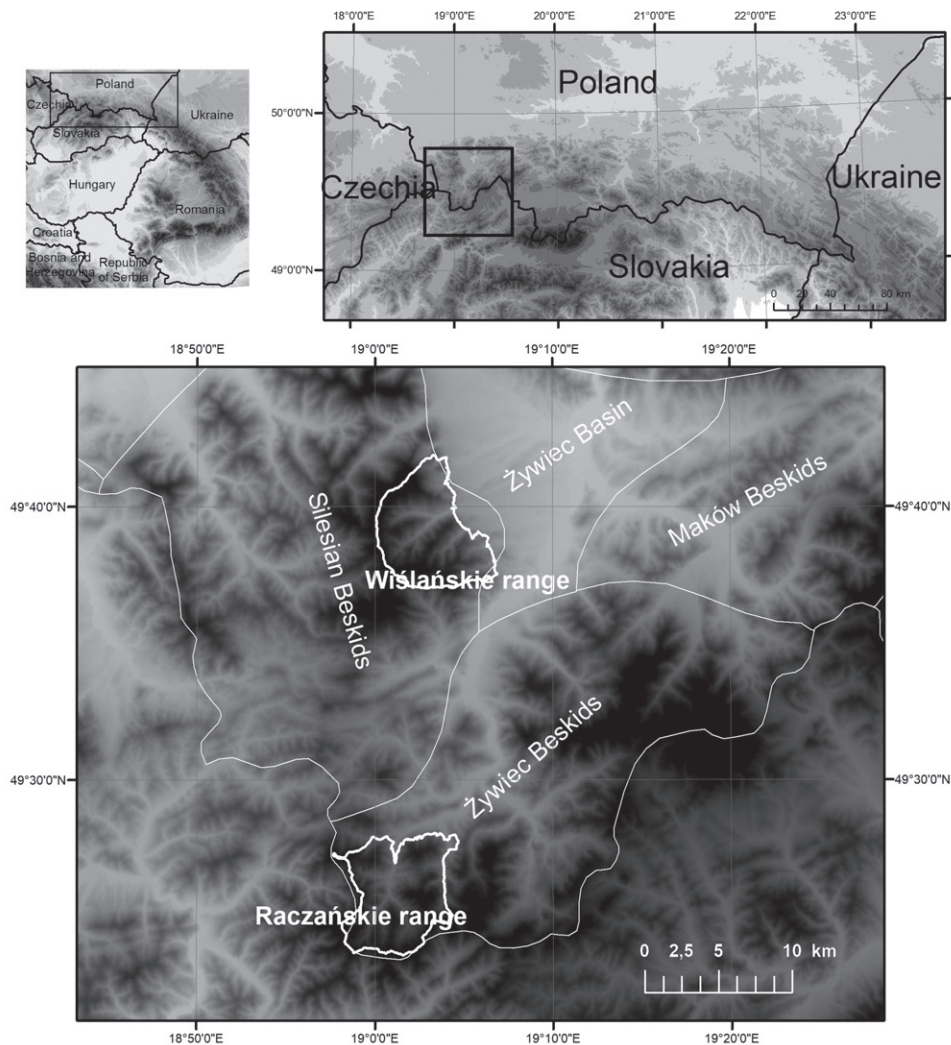 18°0'0"E 19°0'0"E 20°0'0"E 21°0'0"E 22°0'0"E 23°0'0"E
Poland
Czechia
Slovakia
Ukraine
Hungary
Romania
Croatia
Bosnia and
Herzegovina
Republic
of Serbia
50°0'0"N
49°0'0"N
Poland
Czechia
Ukraine
Slovakia
0 20 40 80 km
18°50'0"E 19°0'0"E 19°10'0"E 19°20'0"E
49°40'0"N
49°30'0"N
Żywiec Basin
Maków Beskids
Silesian Beskids
Wiślańskie range
Żywiec Beskids
Raczańskie range
49°40'0"N
49°30'0"N
0 2,5 5 10 km
18°50'0"E 19°0'0"E 19°10'0"E 19°20'0"E